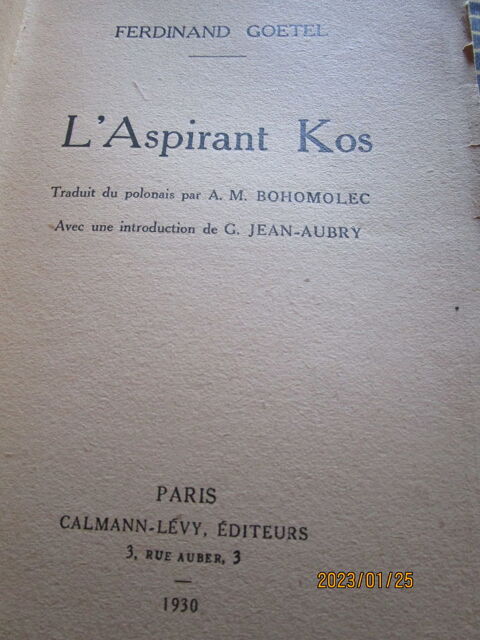 FERDINAND GOETEL
L'Aspirant Kos
Traduit du polonais par A. M. BOHOMOLEC
Avec une introduction de G. JEAN-AUBRY
PARIS
CALMANN-LÉVY, ÉDITEURS
3, RUE AUBER, 3
1930
2023/01/25